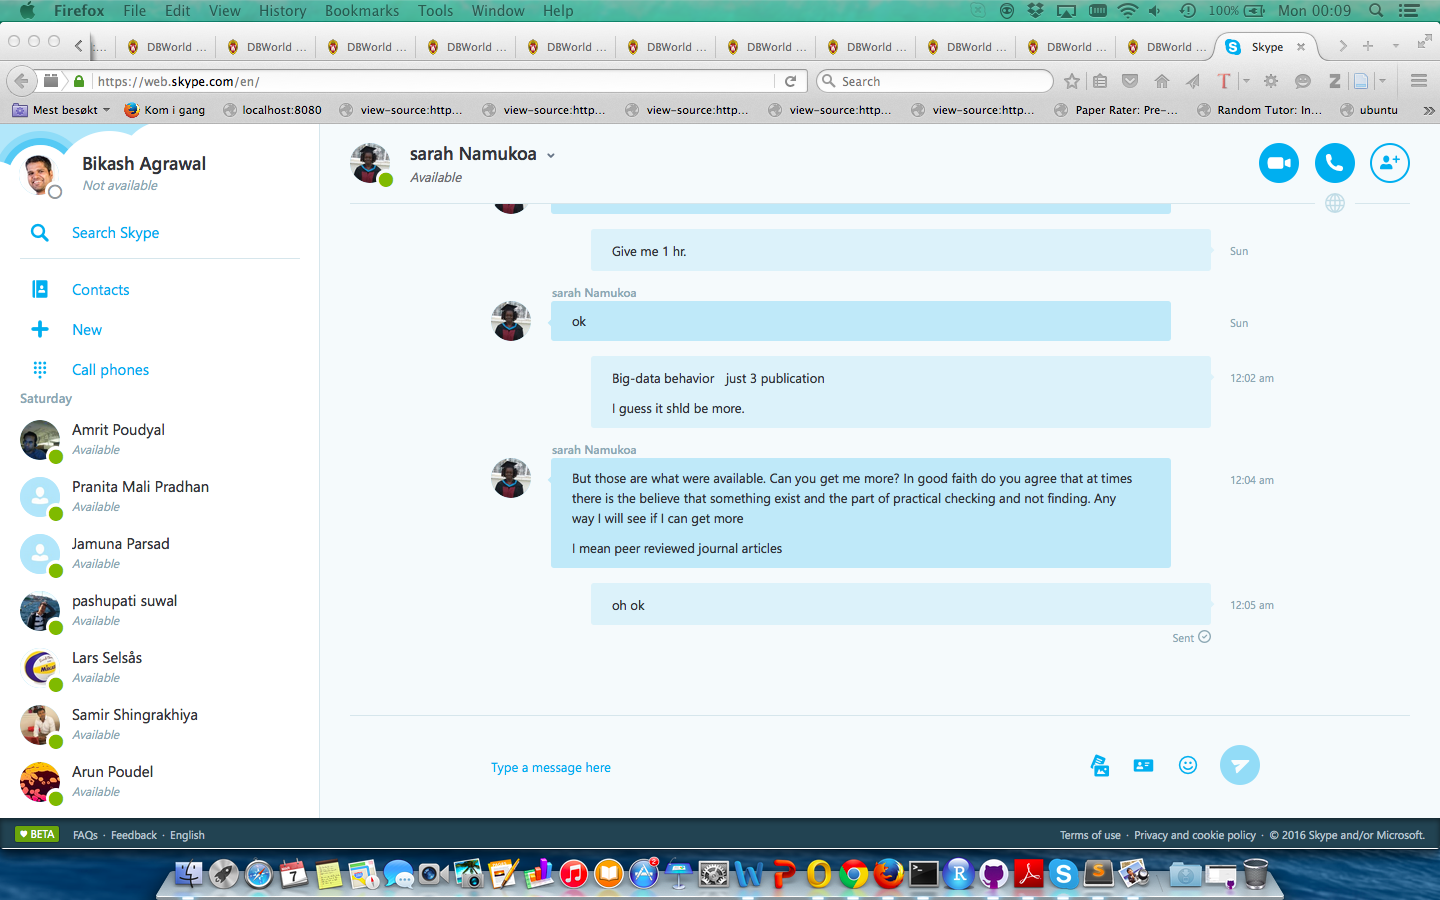 Firefox File Edit View History Bookmarks Tools Window Help 100% Mon 00:09
DBWorld ... DBWorld ... DBWorld ... DBWorld ... DBWorld ... DBWorld ... DBWorld ... DBWorld ... DBWorld ... DBWorld ... DBWorld ... Skype
https://web.skype.com/en/ Search
Mest besøkt Kom i gang localhost:8080 view-source:http... view-source:http... view-source:http... view-source:http... view-source:http... Paper Rater: Pre-... Random Tutor: In... ubuntu
Bikash Agrawal
Not available
Search Skype
Contacts
New
Call phones
Saturday
Amrit Poudyal
Available
Pranita Mali Pradhan
Available
Jamuna Parsad
Available
pashupati suwal
Available
Lars Selsås
Available
Samir Shingrakhiya
Available
Arun Poudel
Available
sarah Namukoa
Available
Give me 1 hr.
Sun
sarah Namukoa
ok
Sun
Big-data behavior just 3 publication
12:02 am
I guess it shld be more.
sarah Namukoa
But those are what were available. Can you get me more? In good faith do you agree that at times
12:04 am
there is the believe that something exist and the part of practical checking and not finding. Any
way I will see if I can get more
I mean peer reviewed journal articles
oh ok
12:05 am
Sent
Type a message here
BETA FAQs · Feedback · English
Terms of use · Privacy and cookie policy · © 2016 Skype and/or Microsoft.
7
2